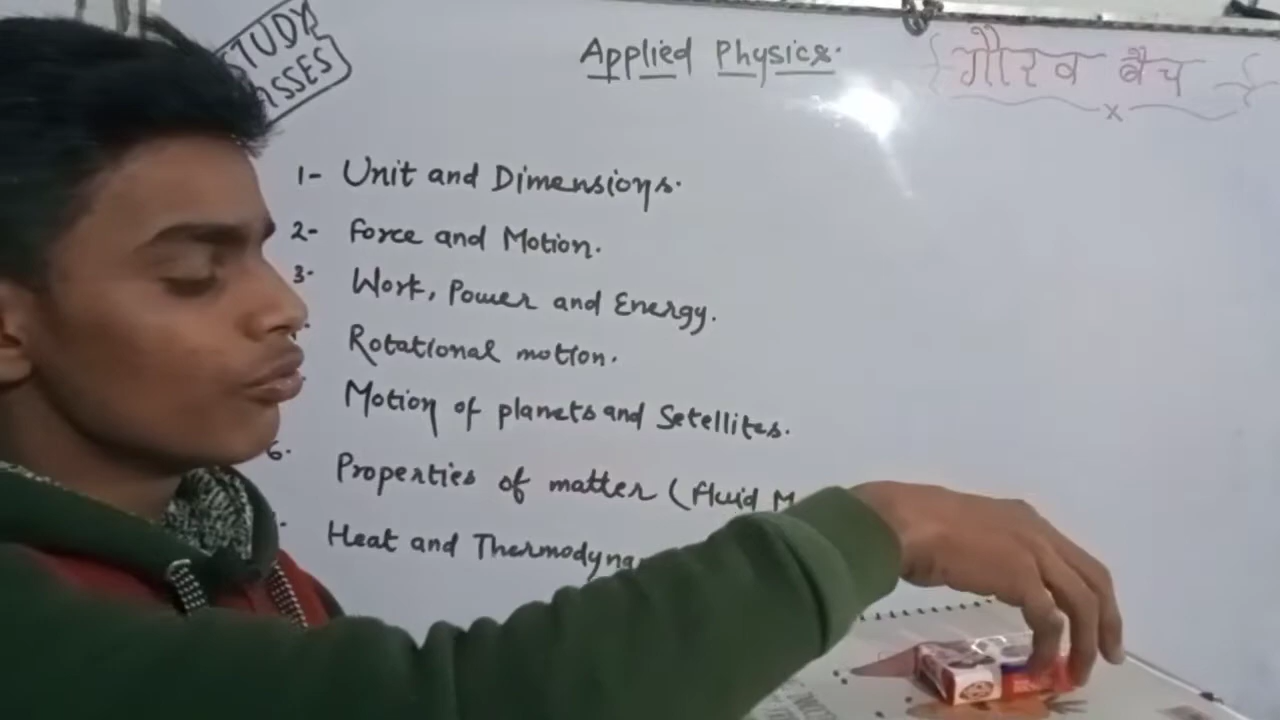 STUDY
Applied Physics.
गौरव बैच
x
1- Unit and Dimensions.
2- Force and Motion.
3- Work, Power and Energy.
Rotational motion.
Motion of planets and Setellites.
6. Properties of matter (fluid M
Heat and Thermodyna